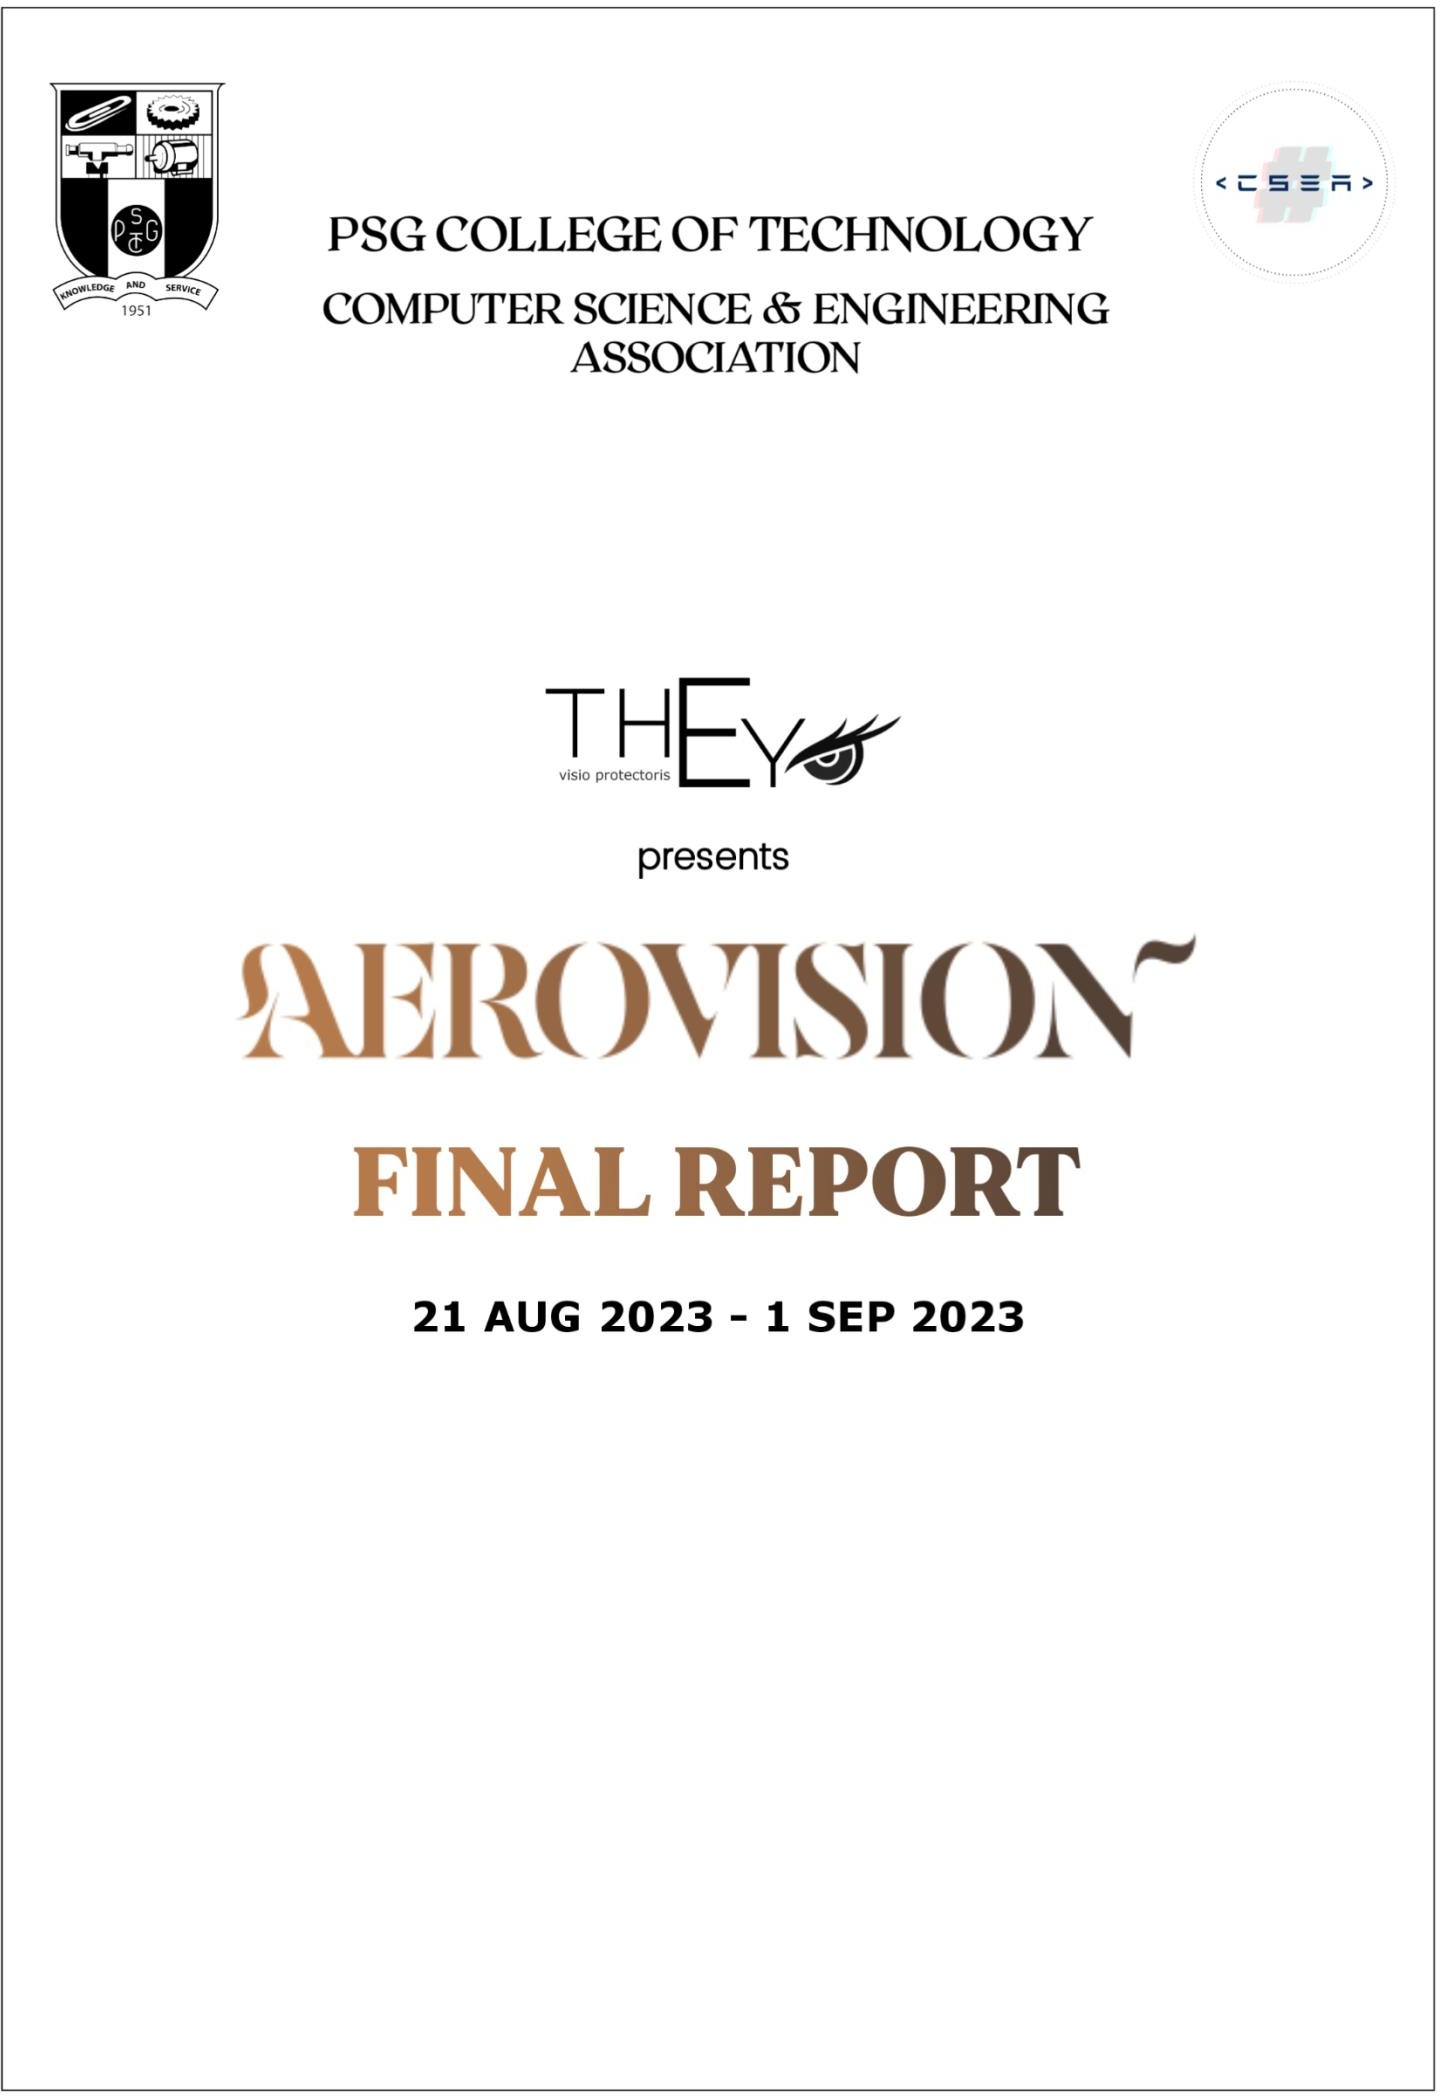 KNOWLEDGE AND SERVICE
1951
PSGTC
<CSEA>
PSG COLLEGE OF TECHNOLOGY
COMPUTER SCIENCE & ENGINEERING
ASSOCIATION
THEY
visio protectoris
presents
AEROVISION
FINAL REPORT
21 AUG 2023 - 1 SEP 2023